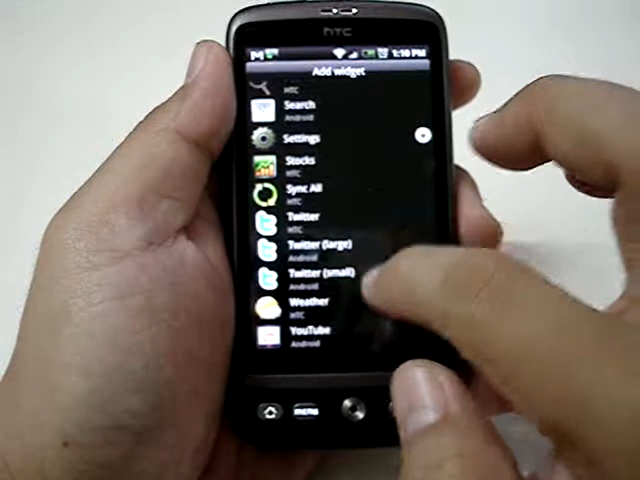 hTC
1:10 PM
Add widget
HTC
Search
Android
Settings
Stocks
HTC
Sync All
HTC
Twitter
HTC
Twitter (large)
Android
Twitter (small)
Android
Weather
HTC
YouTube
Android
MENU